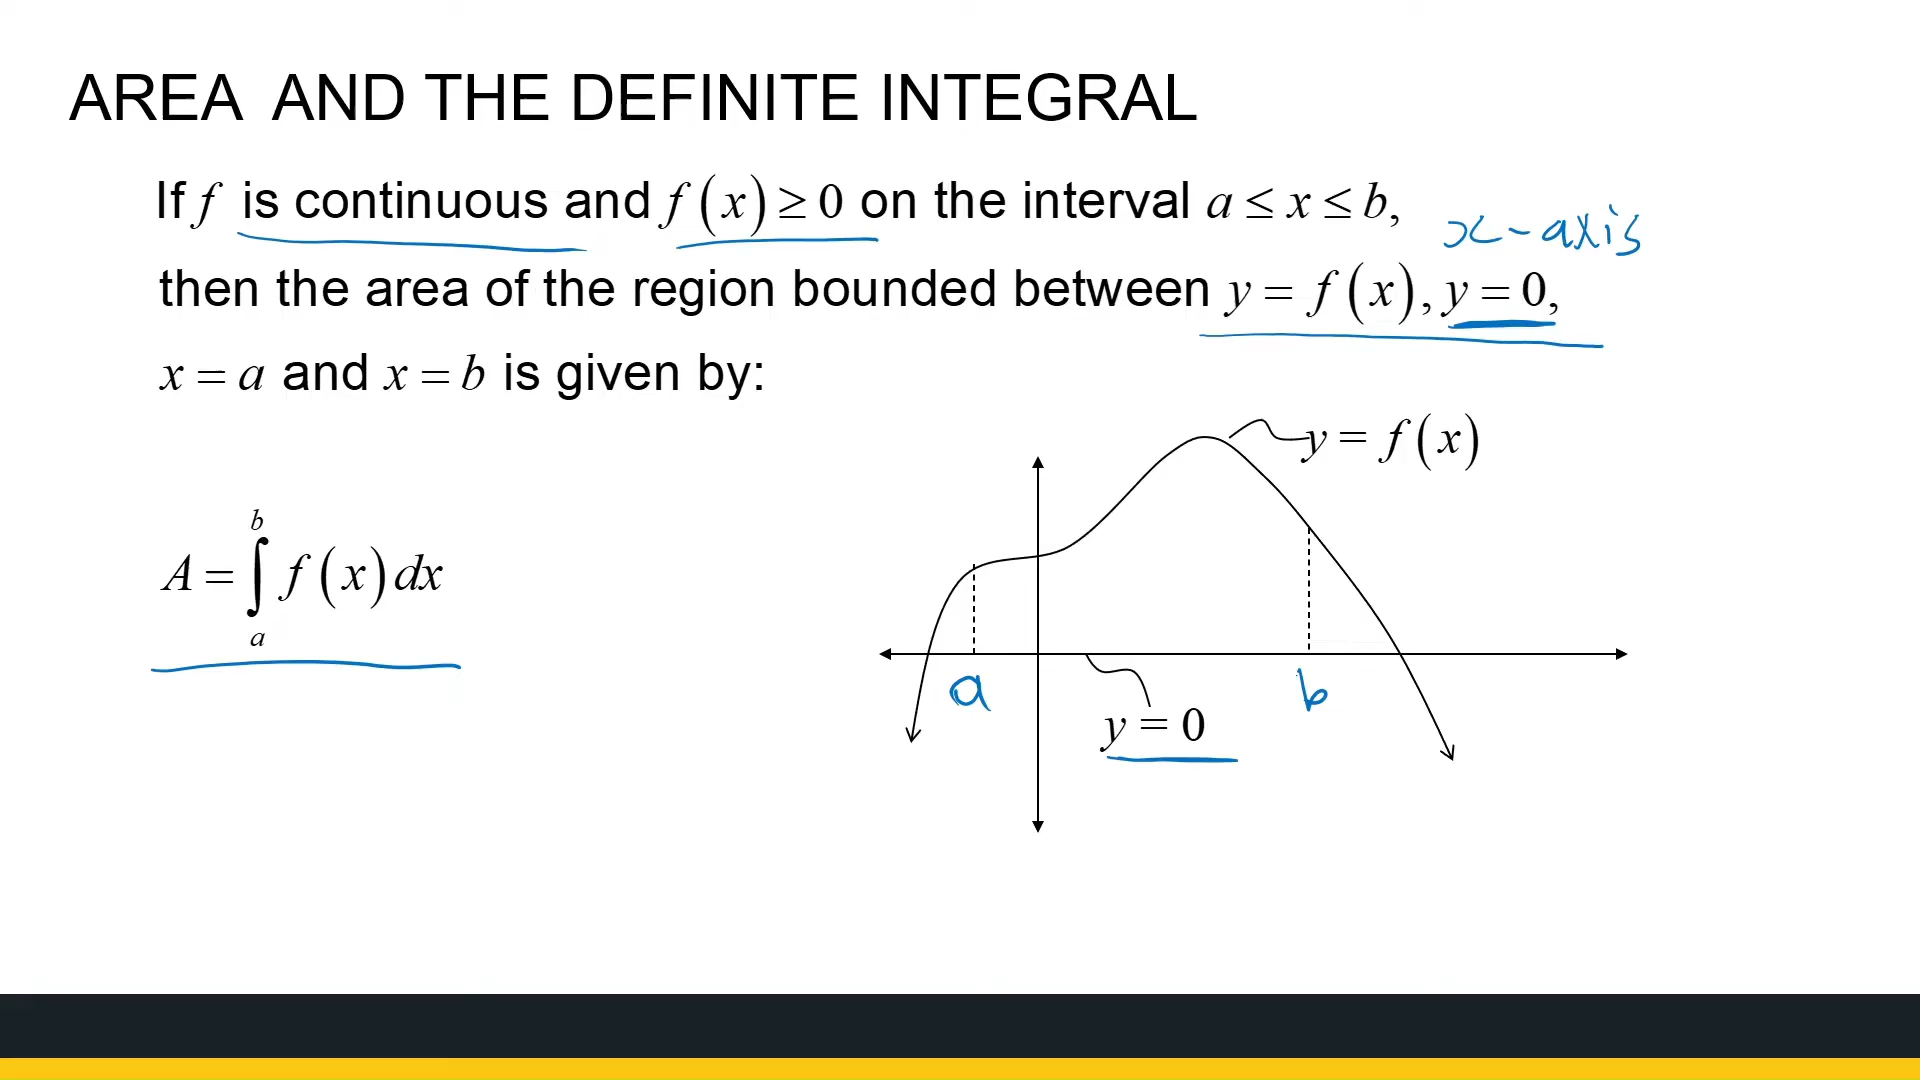 AREA AND THE DEFINITE INTEGRAL
If f is continuous and f(x) ≥ 0 on the interval a ≤ x ≤ b,
x-axis
then the area of the region bounded between y = f(x), y = 0,
x = a and x = b is given by:
y = f(x)
A = ∫_a^b f(x) dx
a
b
y = 0